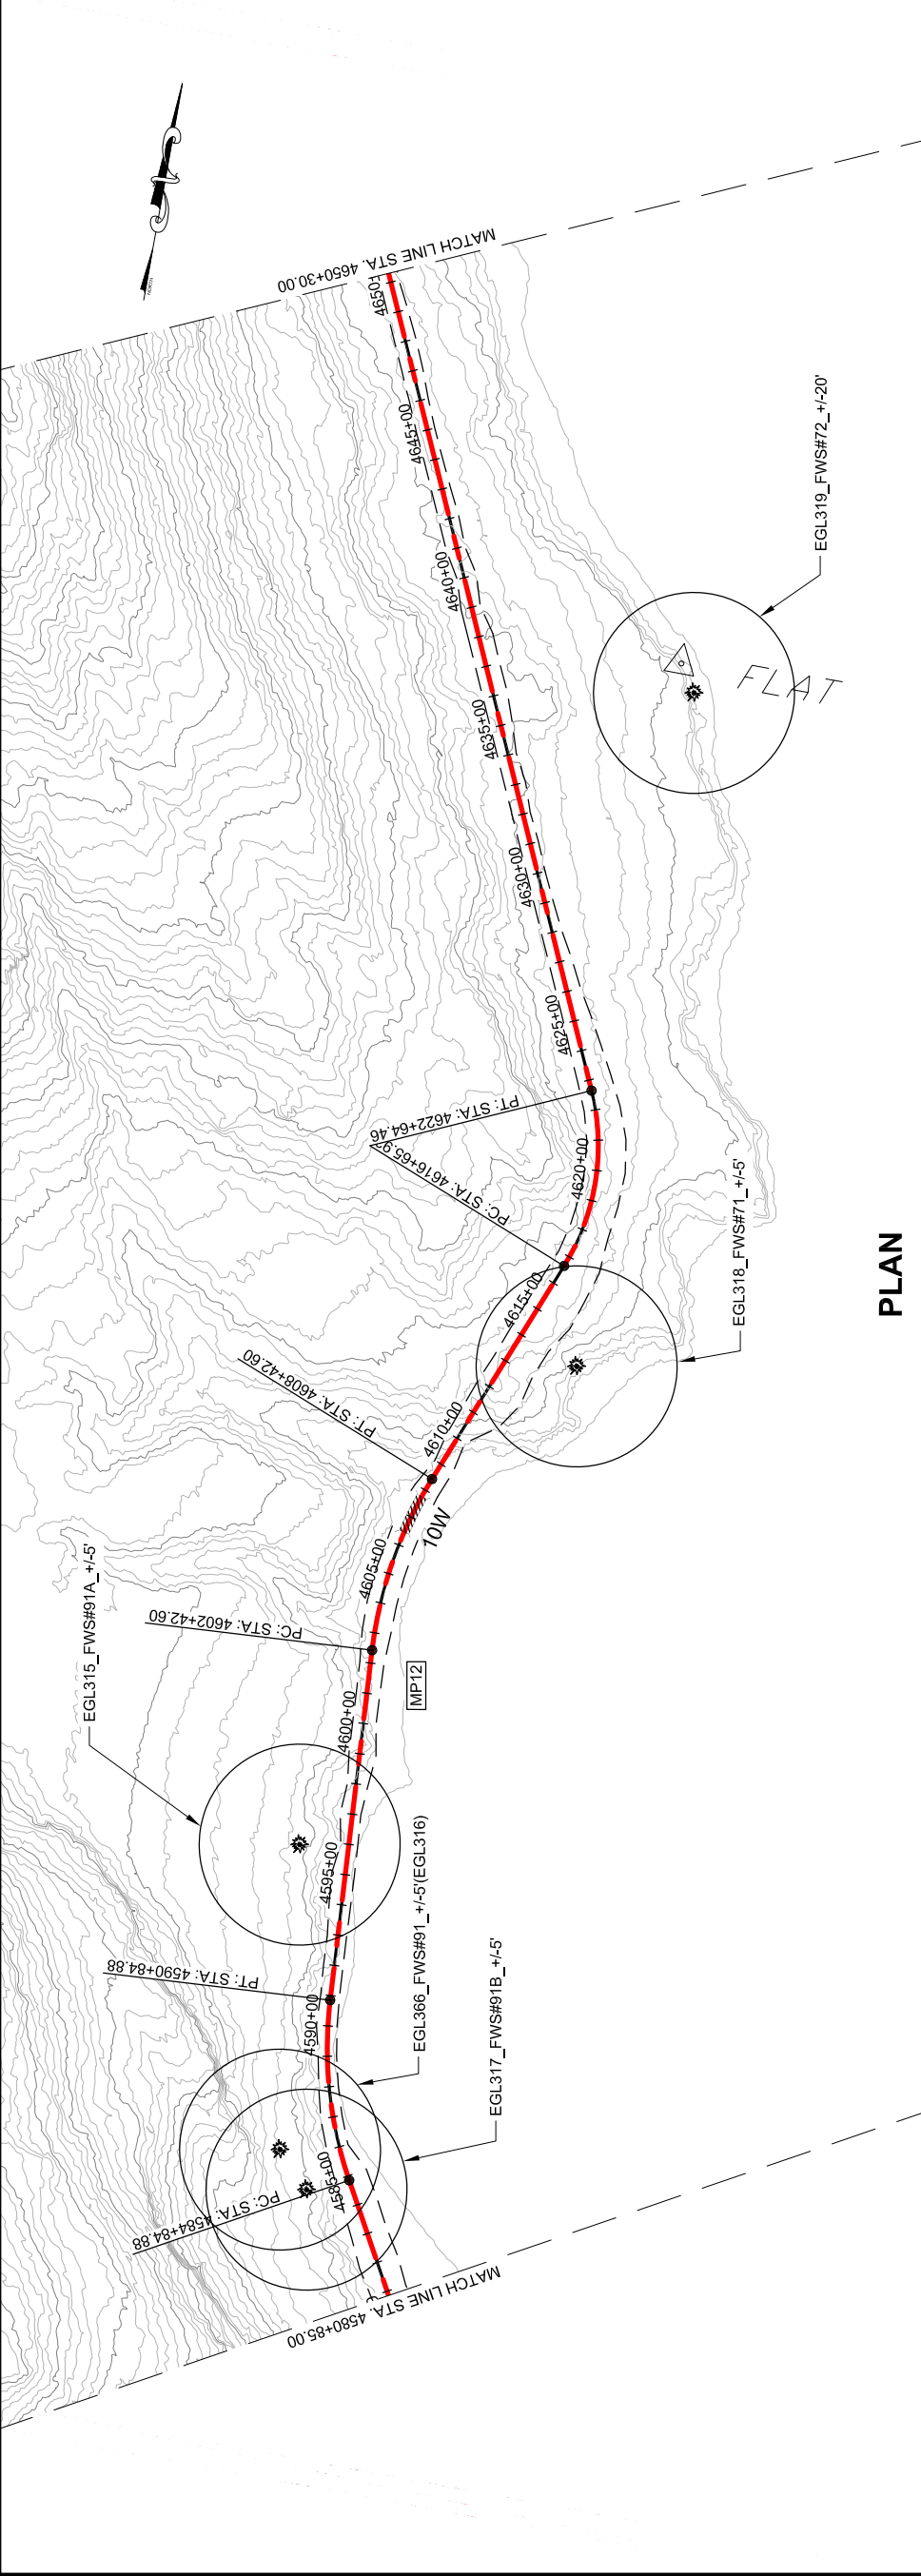 MATCH LINE STA. 4580+85.00
PC: STA: 4584+84.88
4585+00
EGL317_FWS#91B_+/-5'
EGL366_FWS#91_+/-5'(EGL316)
4590+00
PT: STA: 4590+84.88
4595+00
EGL315_FWS#91A_+/-5'
4600+00
MP12
PC: STA: 4602+42.60
4605+00
10W
PT: STA: 4608+42.60
4610+00
4615+00
EGL318_FWS#71_+/-5'
PC: STA: 4616+65.9
4620+00
PT: STA: 4622+64.46
4625+00
4630+00
4635+00
4640+00
4645+00
4650+
FLAT
EGL319_FWS#72_+/-20'
MATCH LINE STA. 4650+30.00
PLAN